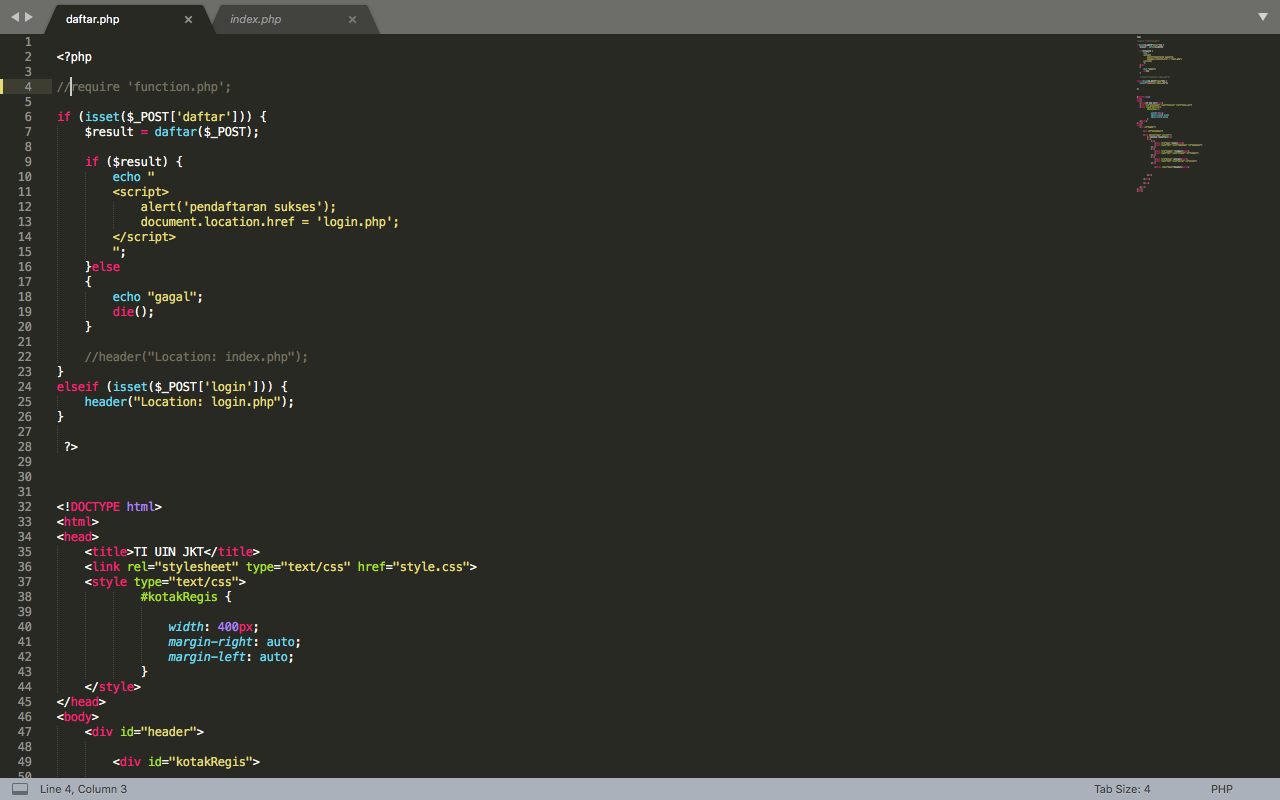 daftar.php × index.php ×
1
2 <?php
3
4 //require 'function.php';
5
6 if (isset($_POST['daftar'])) {
7     $result = daftar($_POST);
8
9     if ($result) {
10         echo "
11         <script>
12             alert('pendaftaran sukses');
13             document.location.href = 'login.php';
14         </script>
15         ";
16     }else
17     {
18         echo "gagal";
19         die();
20     }
21
22     //header("Location: index.php");
23 }
24 elseif (isset($_POST['login'])) {
25     header("Location: login.php");
26 }
27
28  ?>
29
30
31
32 <!DOCTYPE html>
33 <html>
34 <head>
35     <title>TI UIN JKT</title>
36     <link rel="stylesheet" type="text/css" href="style.css">
37     <style type="text/css">
38             #kotakRegis {
39
40                 width: 400px;
41                 margin-right: auto;
42                 margin-left: auto;
43             }
44     </style>
45 </head>
46 <body>
47     <div id="header">
48
49         <div id="kotakRegis">
50
Line 4, Column 3 Tab Size: 4 PHP